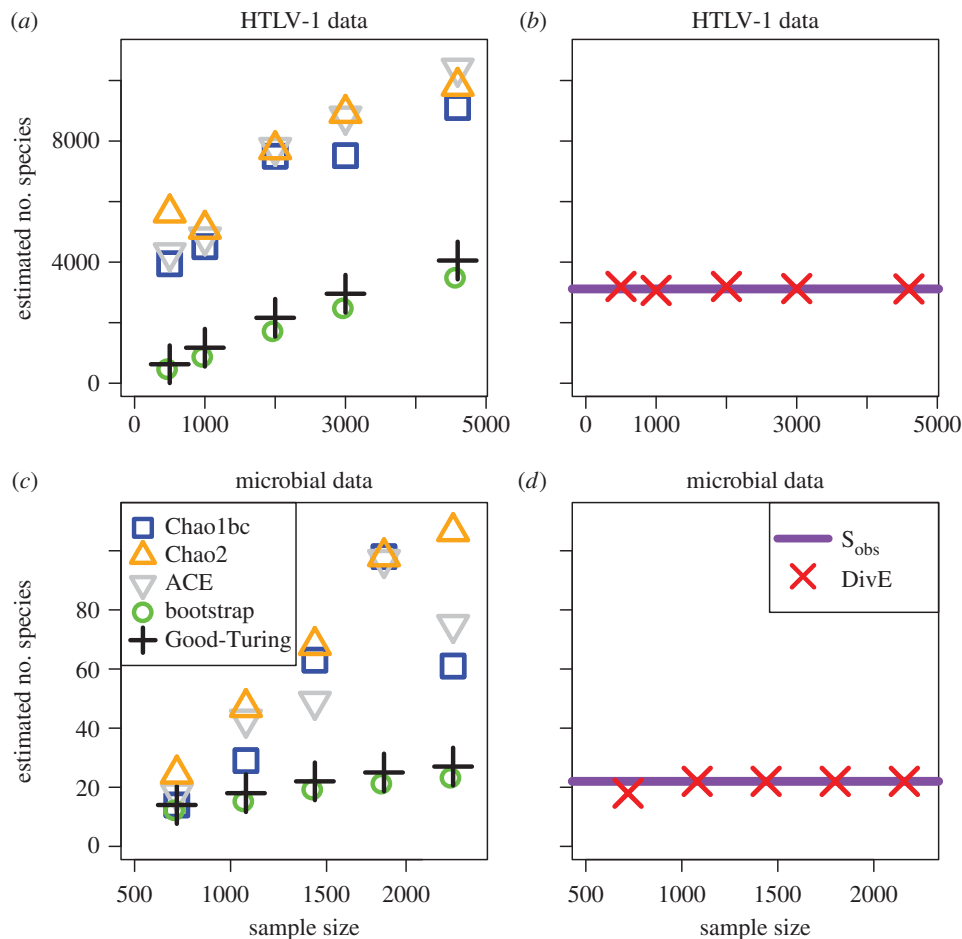 (a) HTLV-1 data
(b) HTLV-1 data
estimated no. species
8000
4000
0
0 1000 3000 5000
0 1000 3000 5000
(c) microbial data
(d) microbial data
estimated no. species
80
60
40
20
0
Chao1bc
Chao2
ACE
bootstrap
Good-Turing
S_obs
DivE
500 1000 1500 2000
sample size
500 1000 1500 2000
sample size